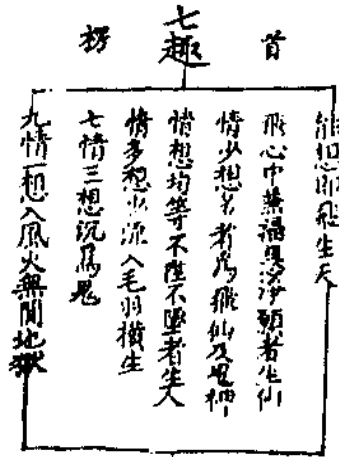 首 七趣 楞
想即飛生天
飛心中兼福淨願者生仙
情少想多者為飛仙及鬼神
情想均等不飛不墜者生人
情多想少流入毛羽橫生
七情三想沉為鬼
九情一想入風火無間地獄